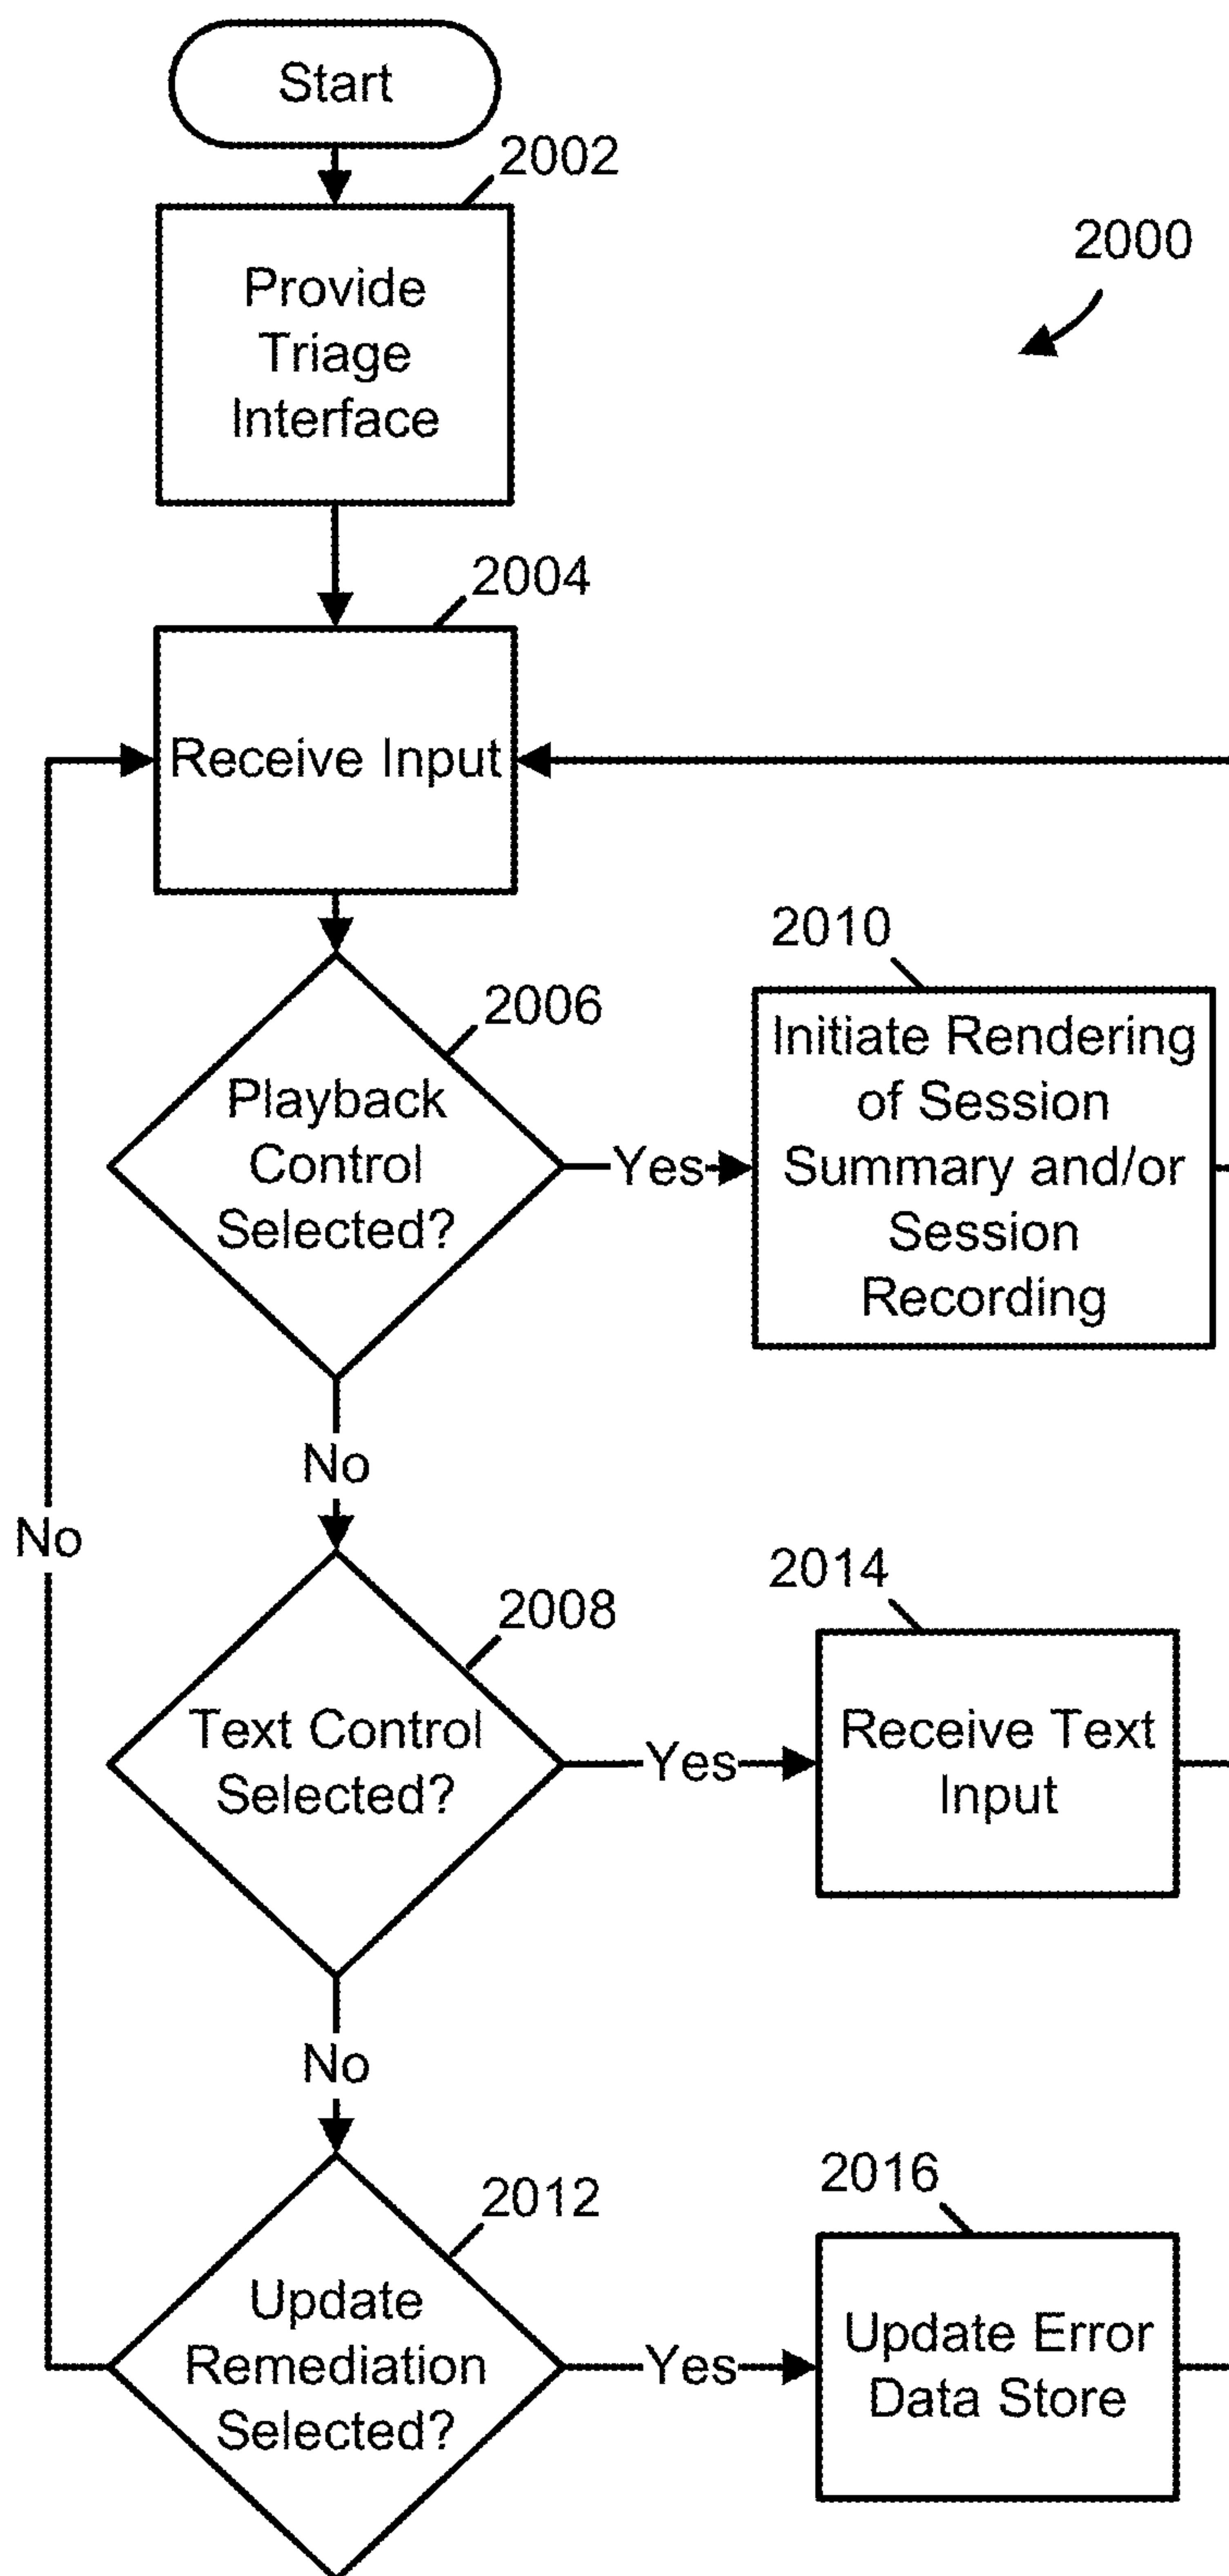 Start
2002
Provide
Triage
Interface
2000
2004
Receive Input
2006
Playback
Control
Selected?
Yes
2010
Initiate Rendering
of Session
Summary and/or
Session
Recording
No
2008
Text Control
Selected?
Yes
2014
Receive Text
Input
No
No
2012
Update
Remediation
Selected?
Yes
2016
Update Error
Data Store